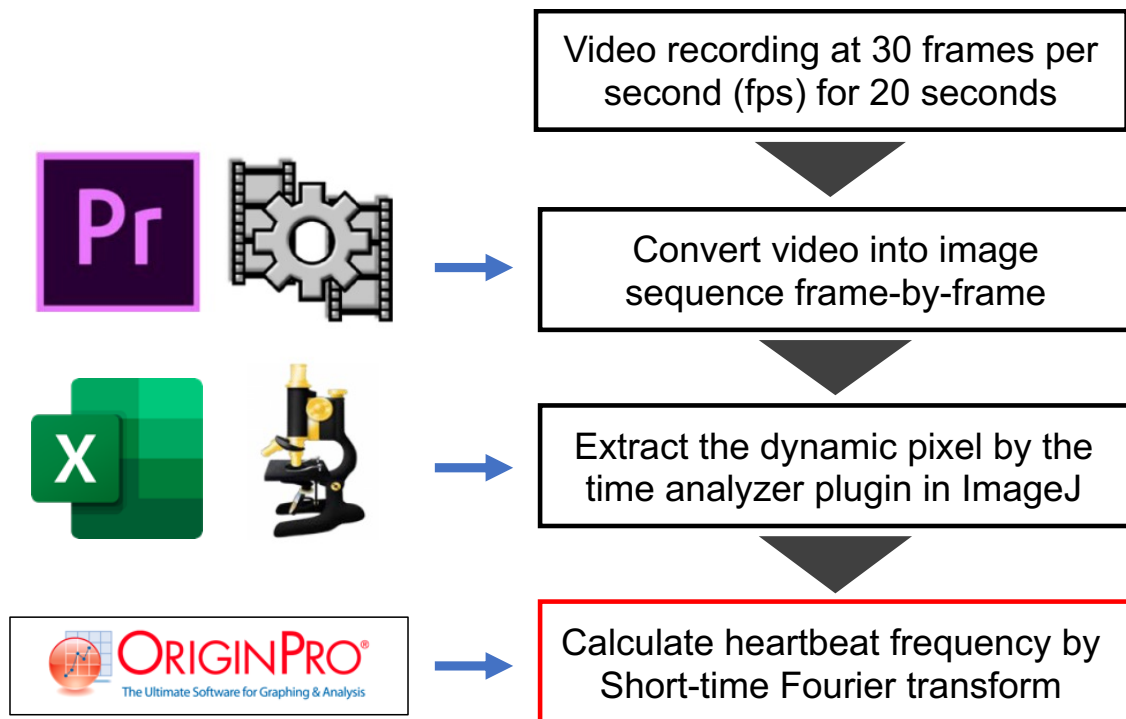 Video recording at 30 frames per
second (fps) for 20 seconds
Pr
Convert video into image
sequence frame-by-frame
X
Extract the dynamic pixel by the
time analyzer plugin in ImageJ
ORIGINPRO®
The Ultimate Software for Graphing & Analysis
Calculate heartbeat frequency by
Short-time Fourier transform